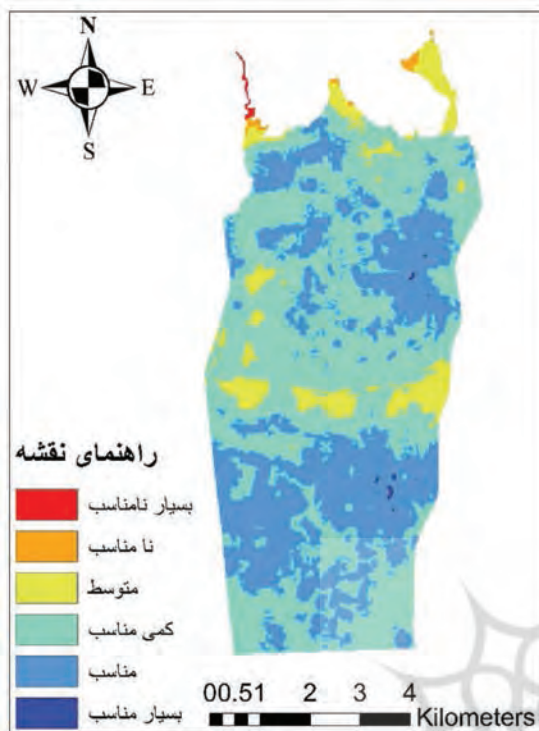 N
W E
S
راهنمای نقشه
بسیار نامناسب
نا مناسب
متوسط
کمی مناسب
مناسب
بسیار مناسب
00.51 2 3 4
Kilometers